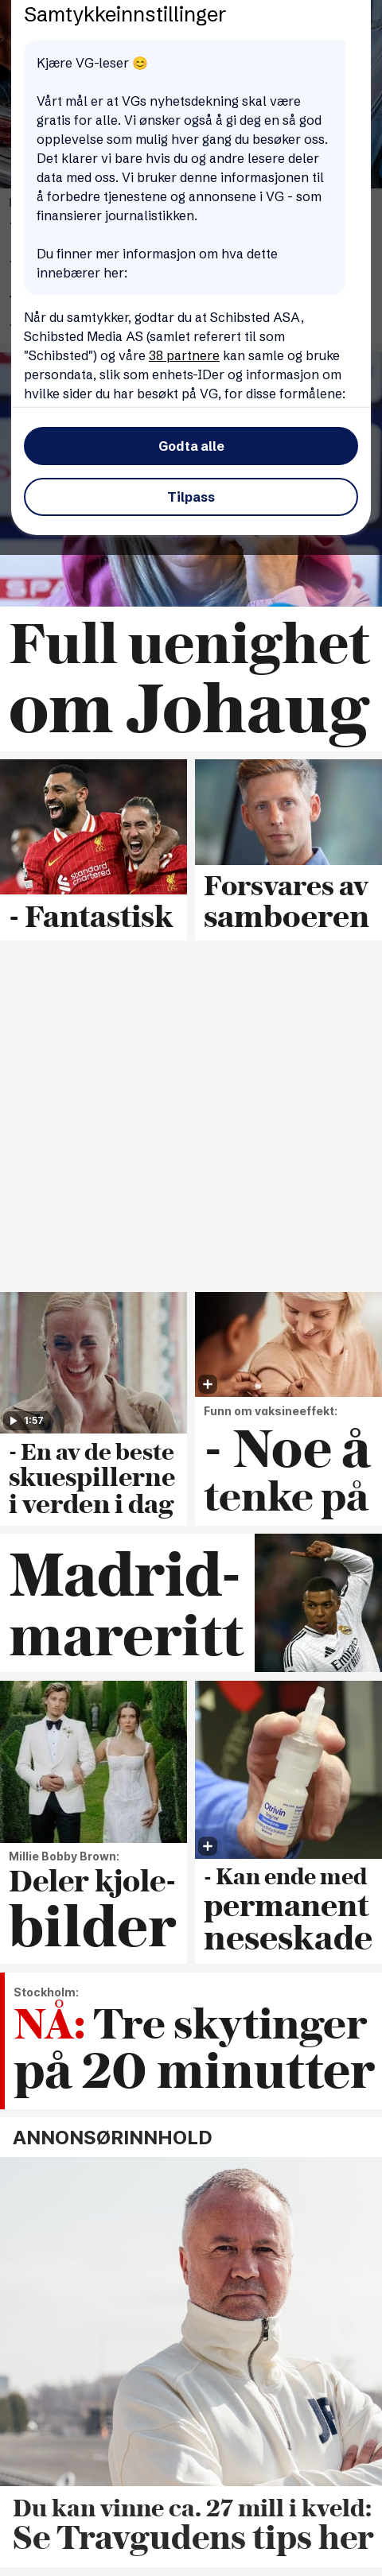 Samtykkeinnstillinger
Kjære VG-leser 😊
Vårt mål er at VGs nyhetsdekning skal være
gratis for alle. Vi ønsker også å gi deg en så god
opplevelse som mulig hver gang du besøker oss.
Det klarer vi bare hvis du og andre lesere deler
data med oss. Vi bruker denne informasjonen til
å forbedre tjenestene og annonsene i VG - som
finansierer journalistikken.
Du finner mer informasjon om hva dette
innebærer her:
Når du samtykker, godtar du at Schibsted ASA,
Schibsted Media AS (samlet referert til som
"Schibsted") og våre 38 partnere kan samle og bruke
persondata, slik som enhets-IDer og informasjon om
hvilke sider du har besøkt på VG, for disse formålene:
Godta alle
Tilpass
SPA
Full uenighet
om Johaug
standard
chartered
- Fantastisk
Forsvares av
samboeren
1:57
- En av de beste
skuespillerne
i verden i dag
Funn om vaksineeffekt:
- Noe å
tenke på
Madrid-
mareritt
Emirates
Millie Bobby Brown:
Deler kjole-
bilder
Otrivin
- Kan ende med
permanent
neseskade
Stockholm:
NÅ: Tre skytinger
på 20 minutter
ANNONSØRINNHOLD
Du kan vinne ca. 27 mill i kveld:
Se Travgudens tips her